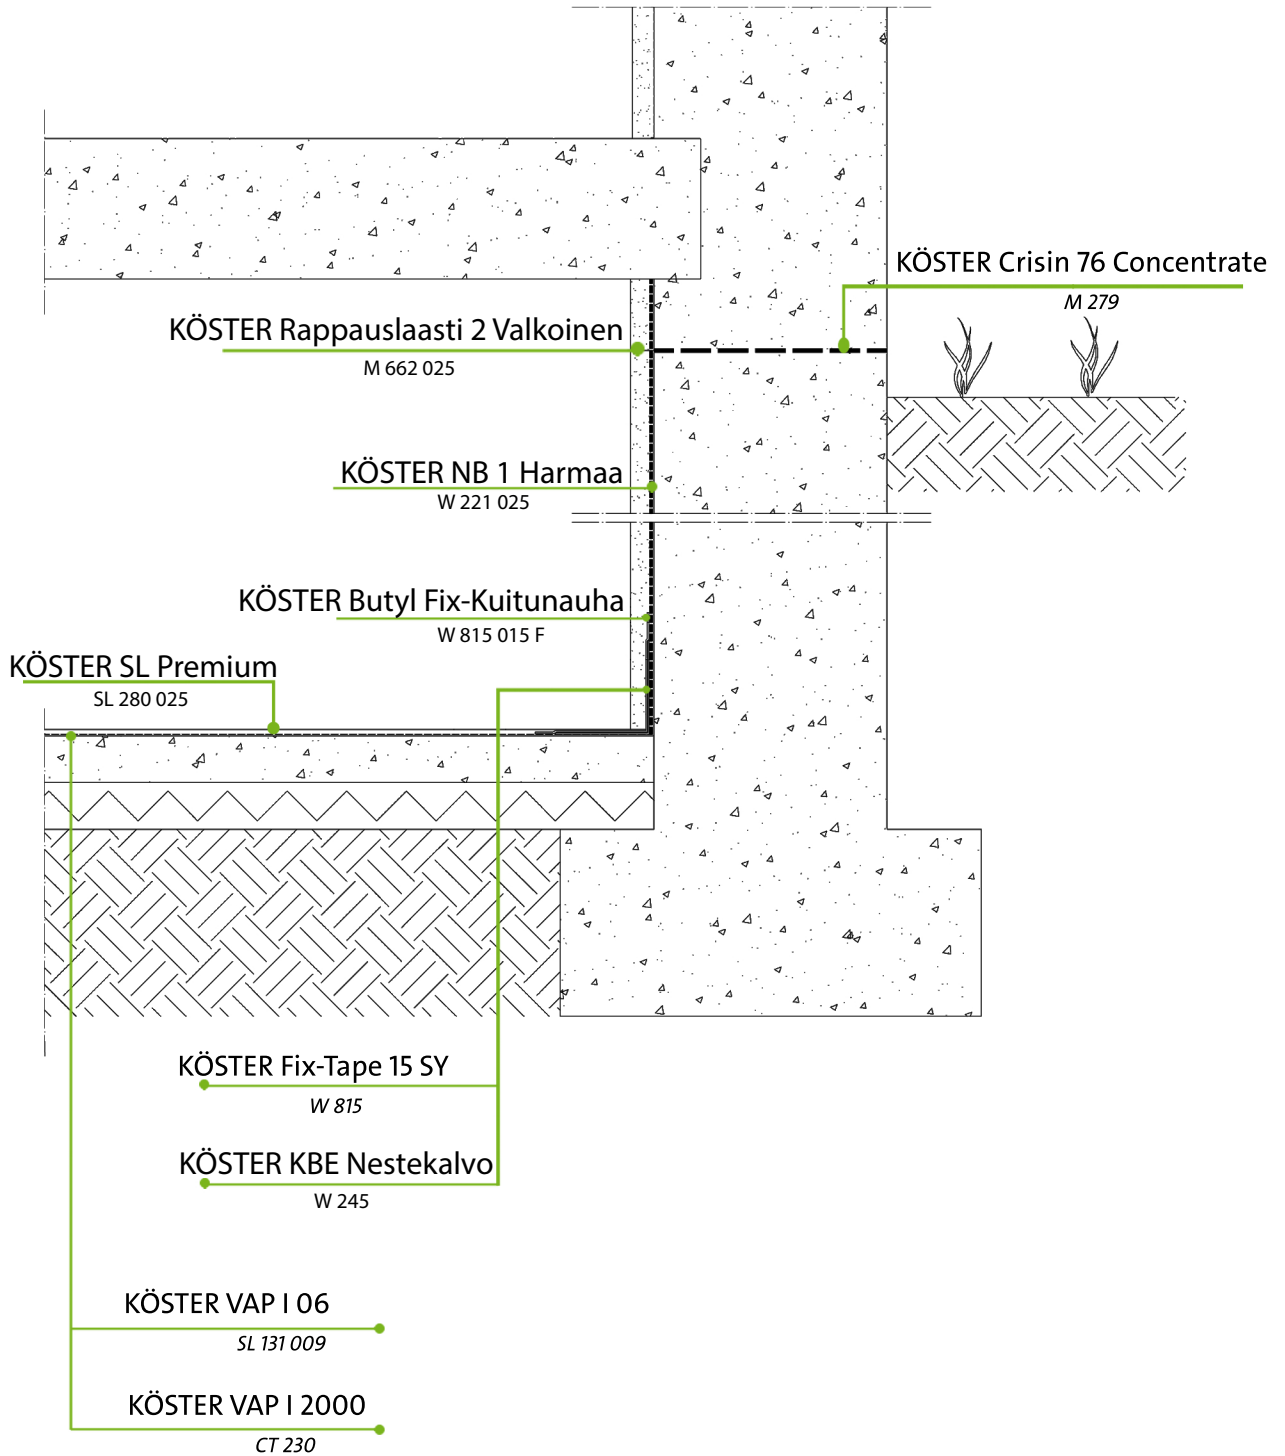 KÖSTER Crisin 76 Concentrate
M 279
KÖSTER Rappauslaasti 2 Valkoinen
M 662 025
KÖSTER NB 1 Harmaa
W 221 025
KÖSTER Butyl Fix-Kuitunauha
W 815 015 F
KÖSTER SL Premium
SL 280 025
KÖSTER Fix-Tape 15 SY
W 815
KÖSTER KBE Nestekalvo
W 245
KÖSTER VAP I 06
SL 131 009
KÖSTER VAP I 2000
CT 230